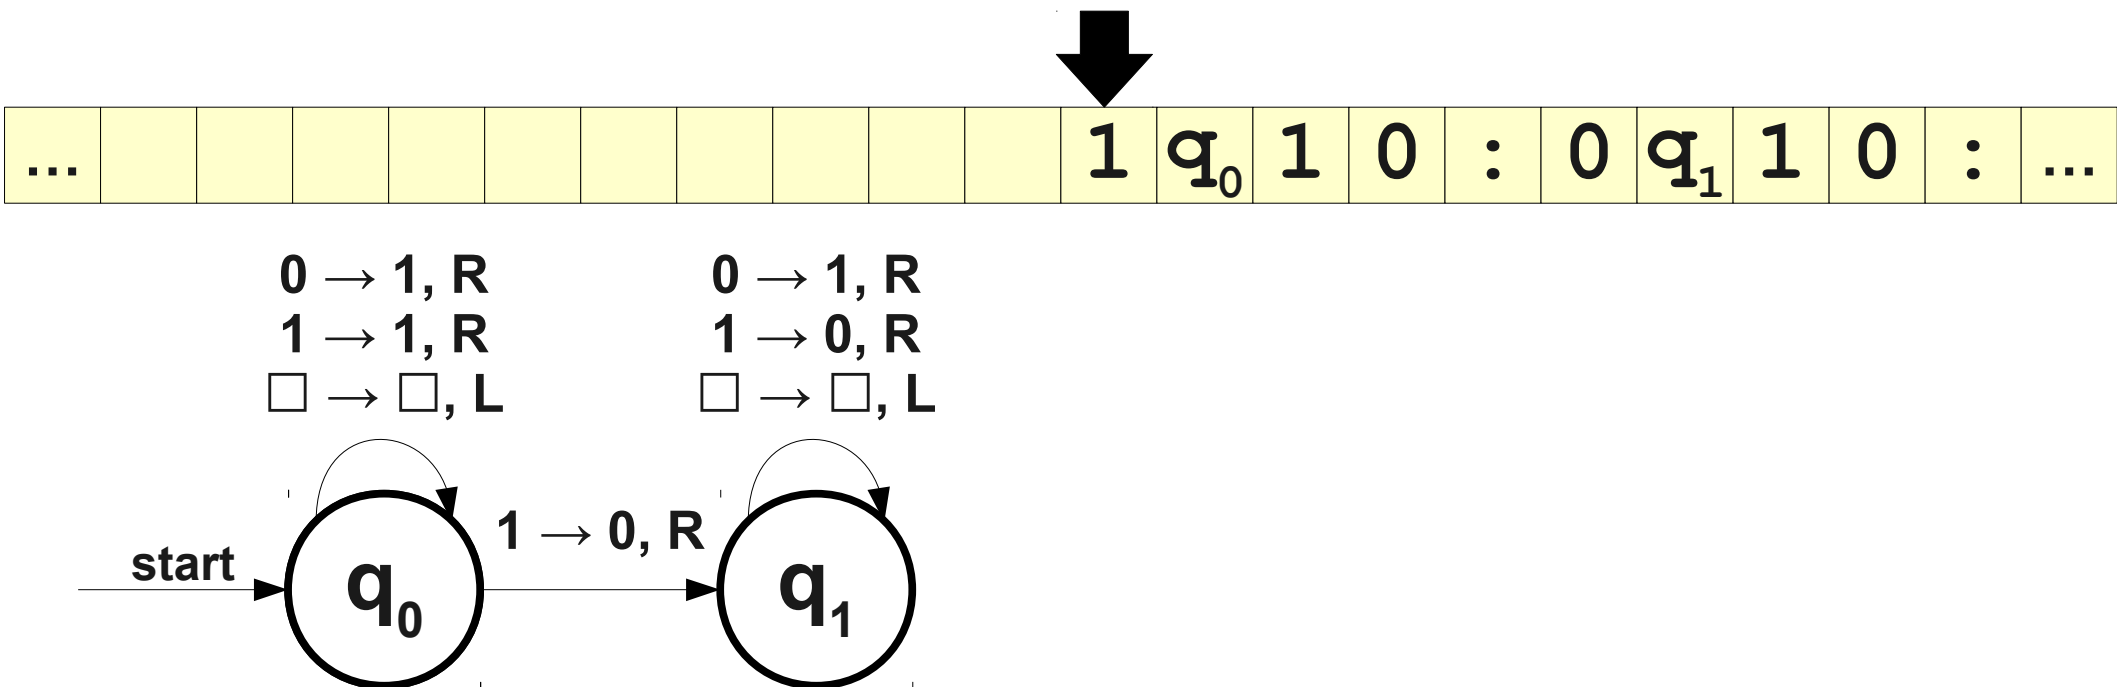 ... 1 q₀ 1 0 : 0 q₁ 1 0 : ...
0 → 1, R 0 → 1, R
1 → 1, R 1 → 0, R
□ → □, L □ → □, L
1 → 0, R
start q₀ q₁